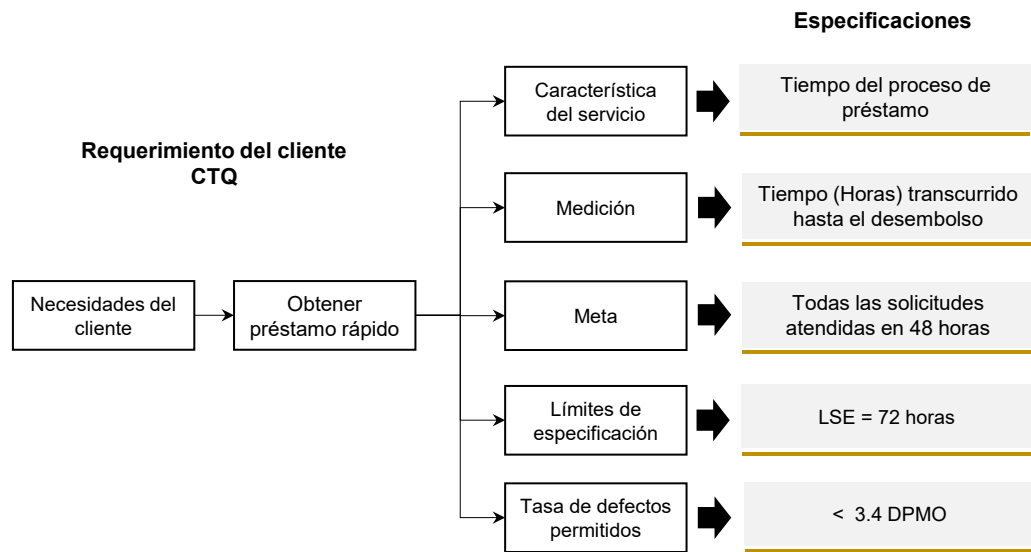 Especificaciones
Requerimiento del cliente
CTQ
Necesidades del
cliente
Obtener
préstamo rápido
Característica
del servicio
Tiempo del proceso de
préstamo
Medición
Tiempo (Horas) transcurrido
hasta el desembolso
Meta
Todas las solicitudes
atendidas en 48 horas
Límites de
especificación
LSE = 72 horas
Tasa de defectos
permitidos
< 3.4 DPMO